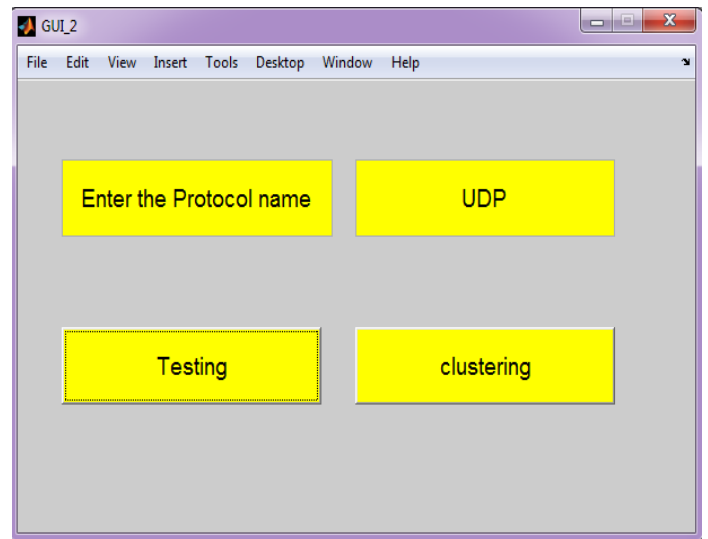 GUI_2
File Edit View Insert Tools Desktop Window Help
Enter the Protocol name
UDP
Testing
clustering